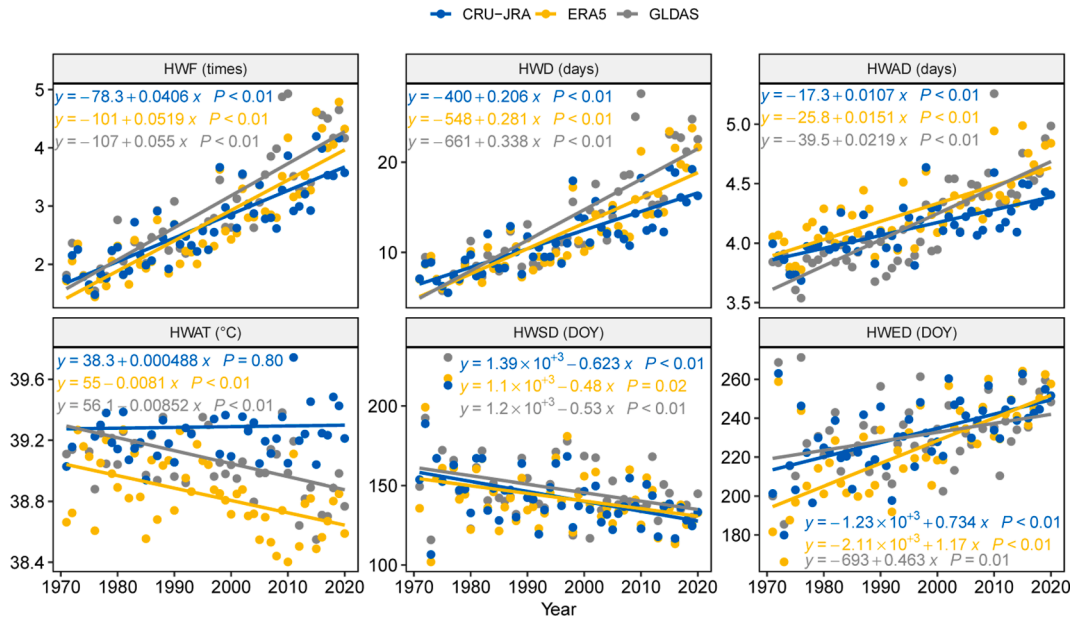 CRU−JRA ERA5 GLDAS
HWF (times)
5
4
3
2
y = −78.3 + 0.0406 x P < 0.01
y = −101 + 0.0519 x P < 0.01
y = −107 + 0.055 x P < 0.01
HWD (days)
20
10
y = −400 + 0.206 x P < 0.01
y = −548 + 0.281 x P < 0.01
y = −661 + 0.338 x P < 0.01
HWAD (days)
5.0
4.5
4.0
3.5
y = −17.3 + 0.0107 x P < 0.01
y = −25.8 + 0.0151 x P < 0.01
y = −39.5 + 0.0219 x P < 0.01
HWAT (°C)
39.6
39.2
38.8
38.4
y = 38.3 + 0.000488 x P = 0.80
y = 55 − 0.0081 x P < 0.01
y = 56.1 − 0.00852 x P < 0.01
1970 1980 1990 2000 2010 2020
HWSD (DOY)
200
150
100
y = 1.39 × 10⁺³ − 0.623 x P < 0.01
y = 1.1 × 10⁺³ − 0.48 x P = 0.02
y = 1.2 × 10⁺³ − 0.53 x P < 0.01
1970 1980 1990 2000 2010 2020
HWED (DOY)
260
240
220
200
180
y = −1.23 × 10⁺³ + 0.734 x P < 0.01
y = −2.11 × 10⁺³ + 1.17 x P < 0.01
y = −693 + 0.463 x P = 0.01
1970 1980 1990 2000 2010 2020
Year